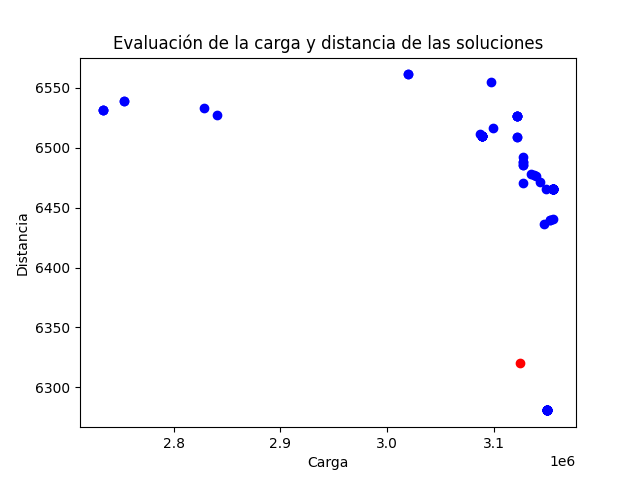 Evaluación de la carga y distancia de las soluciones
6550
6500
6450
6400
6350
6300
Distancia
2.8 2.9 3.0 3.1
1e6
Carga